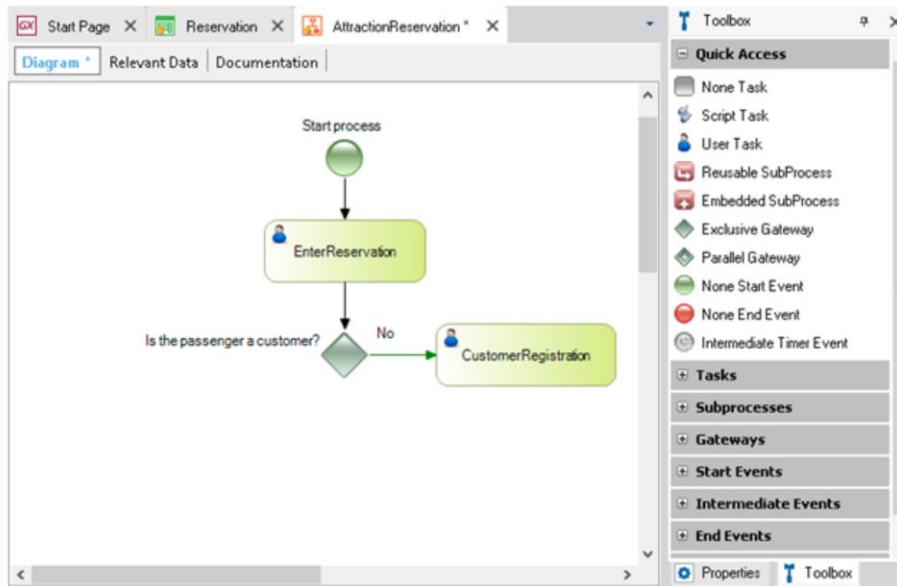 GX Start Page Reservation AttractionReservation *
Diagram * Relevant Data Documentation
Start process
EnterReservation
Is the passenger a customer?
No
CustomerRegistration
Toolbox
Quick Access
None Task
Script Task
User Task
Reusable SubProcess
Embedded SubProcess
Exclusive Gateway
Parallel Gateway
None Start Event
None End Event
Intermediate Timer Event
Tasks
Subprocesses
Gateways
Start Events
Intermediate Events
End Events
Properties Toolbox